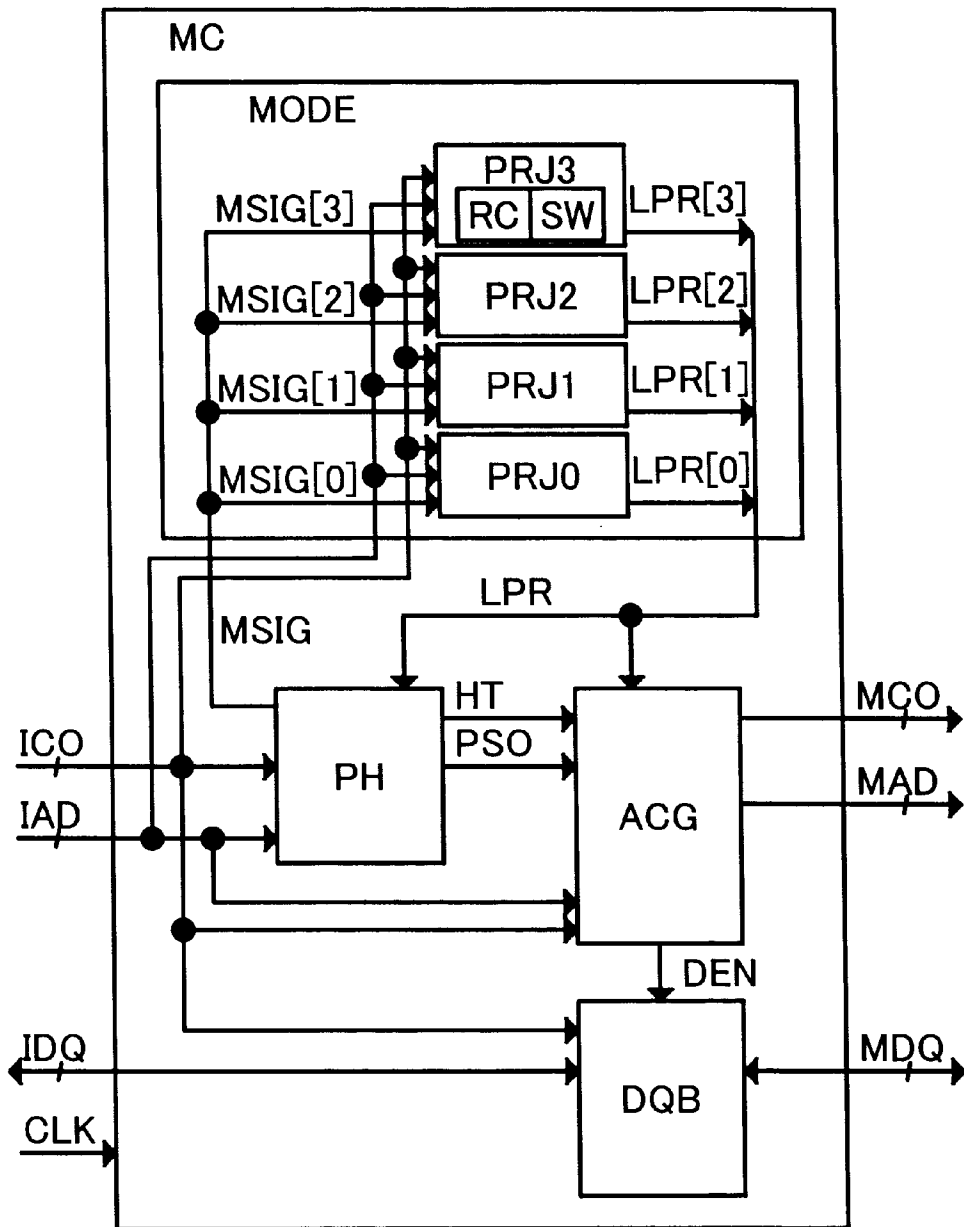 MC
MODE
PRJ3
RC SW
MSIG[3]
LPR[3]
MSIG[2]
PRJ2
LPR[2]
MSIG[1]
PRJ1
LPR[1]
MSIG[0]
PRJ0
LPR[0]
LPR
MSIG
HT
PSO
MCO
ICO
PH
ACG
MAD
IAD
DEN
IDQ
MDQ
DQB
CLK